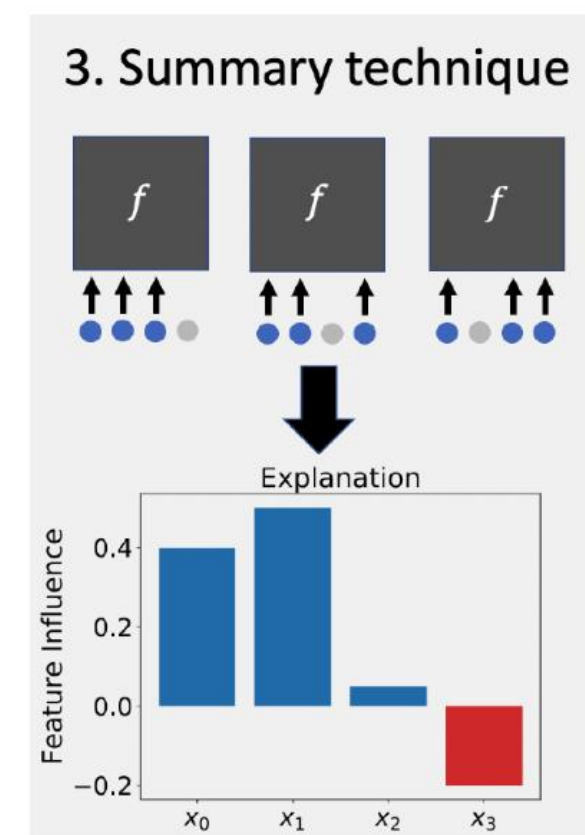 3. Summary technique
f f f
Explanation
Feature Influence
0.4
0.2
0.0
−0.2
x₀ x₁ x₂ x₃